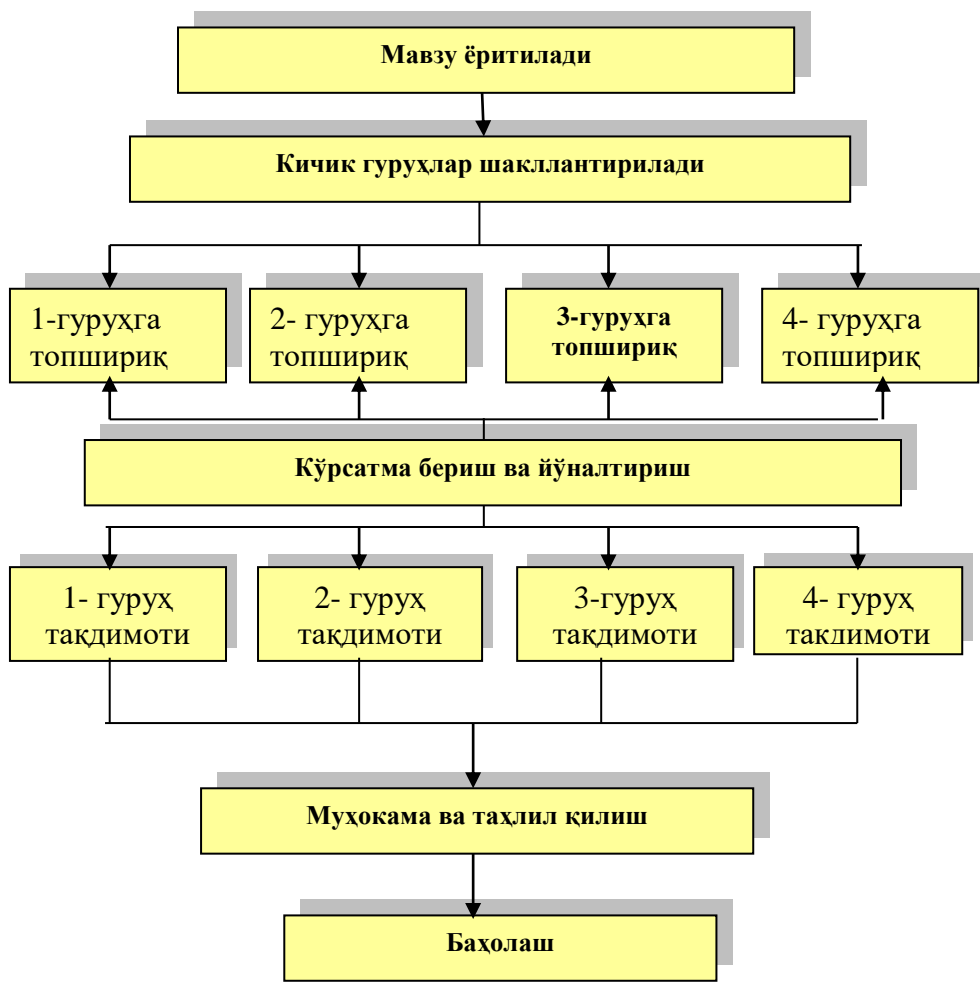 Мавзу ёритилади
Кичик гуруҳлар шакллантирилади
1-гуруҳга
топшириқ
2- гуруҳга
топшириқ
3-гуруҳга
топшириқ
4- гуруҳга
топшириқ
Кўрсатма бериш ва йўналтириш
1- гуруҳ
тақдимоти
2- гуруҳ
тақдимоти
3-гуруҳ
тақдимоти
4- гуруҳ
тақдимоти
Муҳокама ва таҳлил қилиш
Баҳолаш